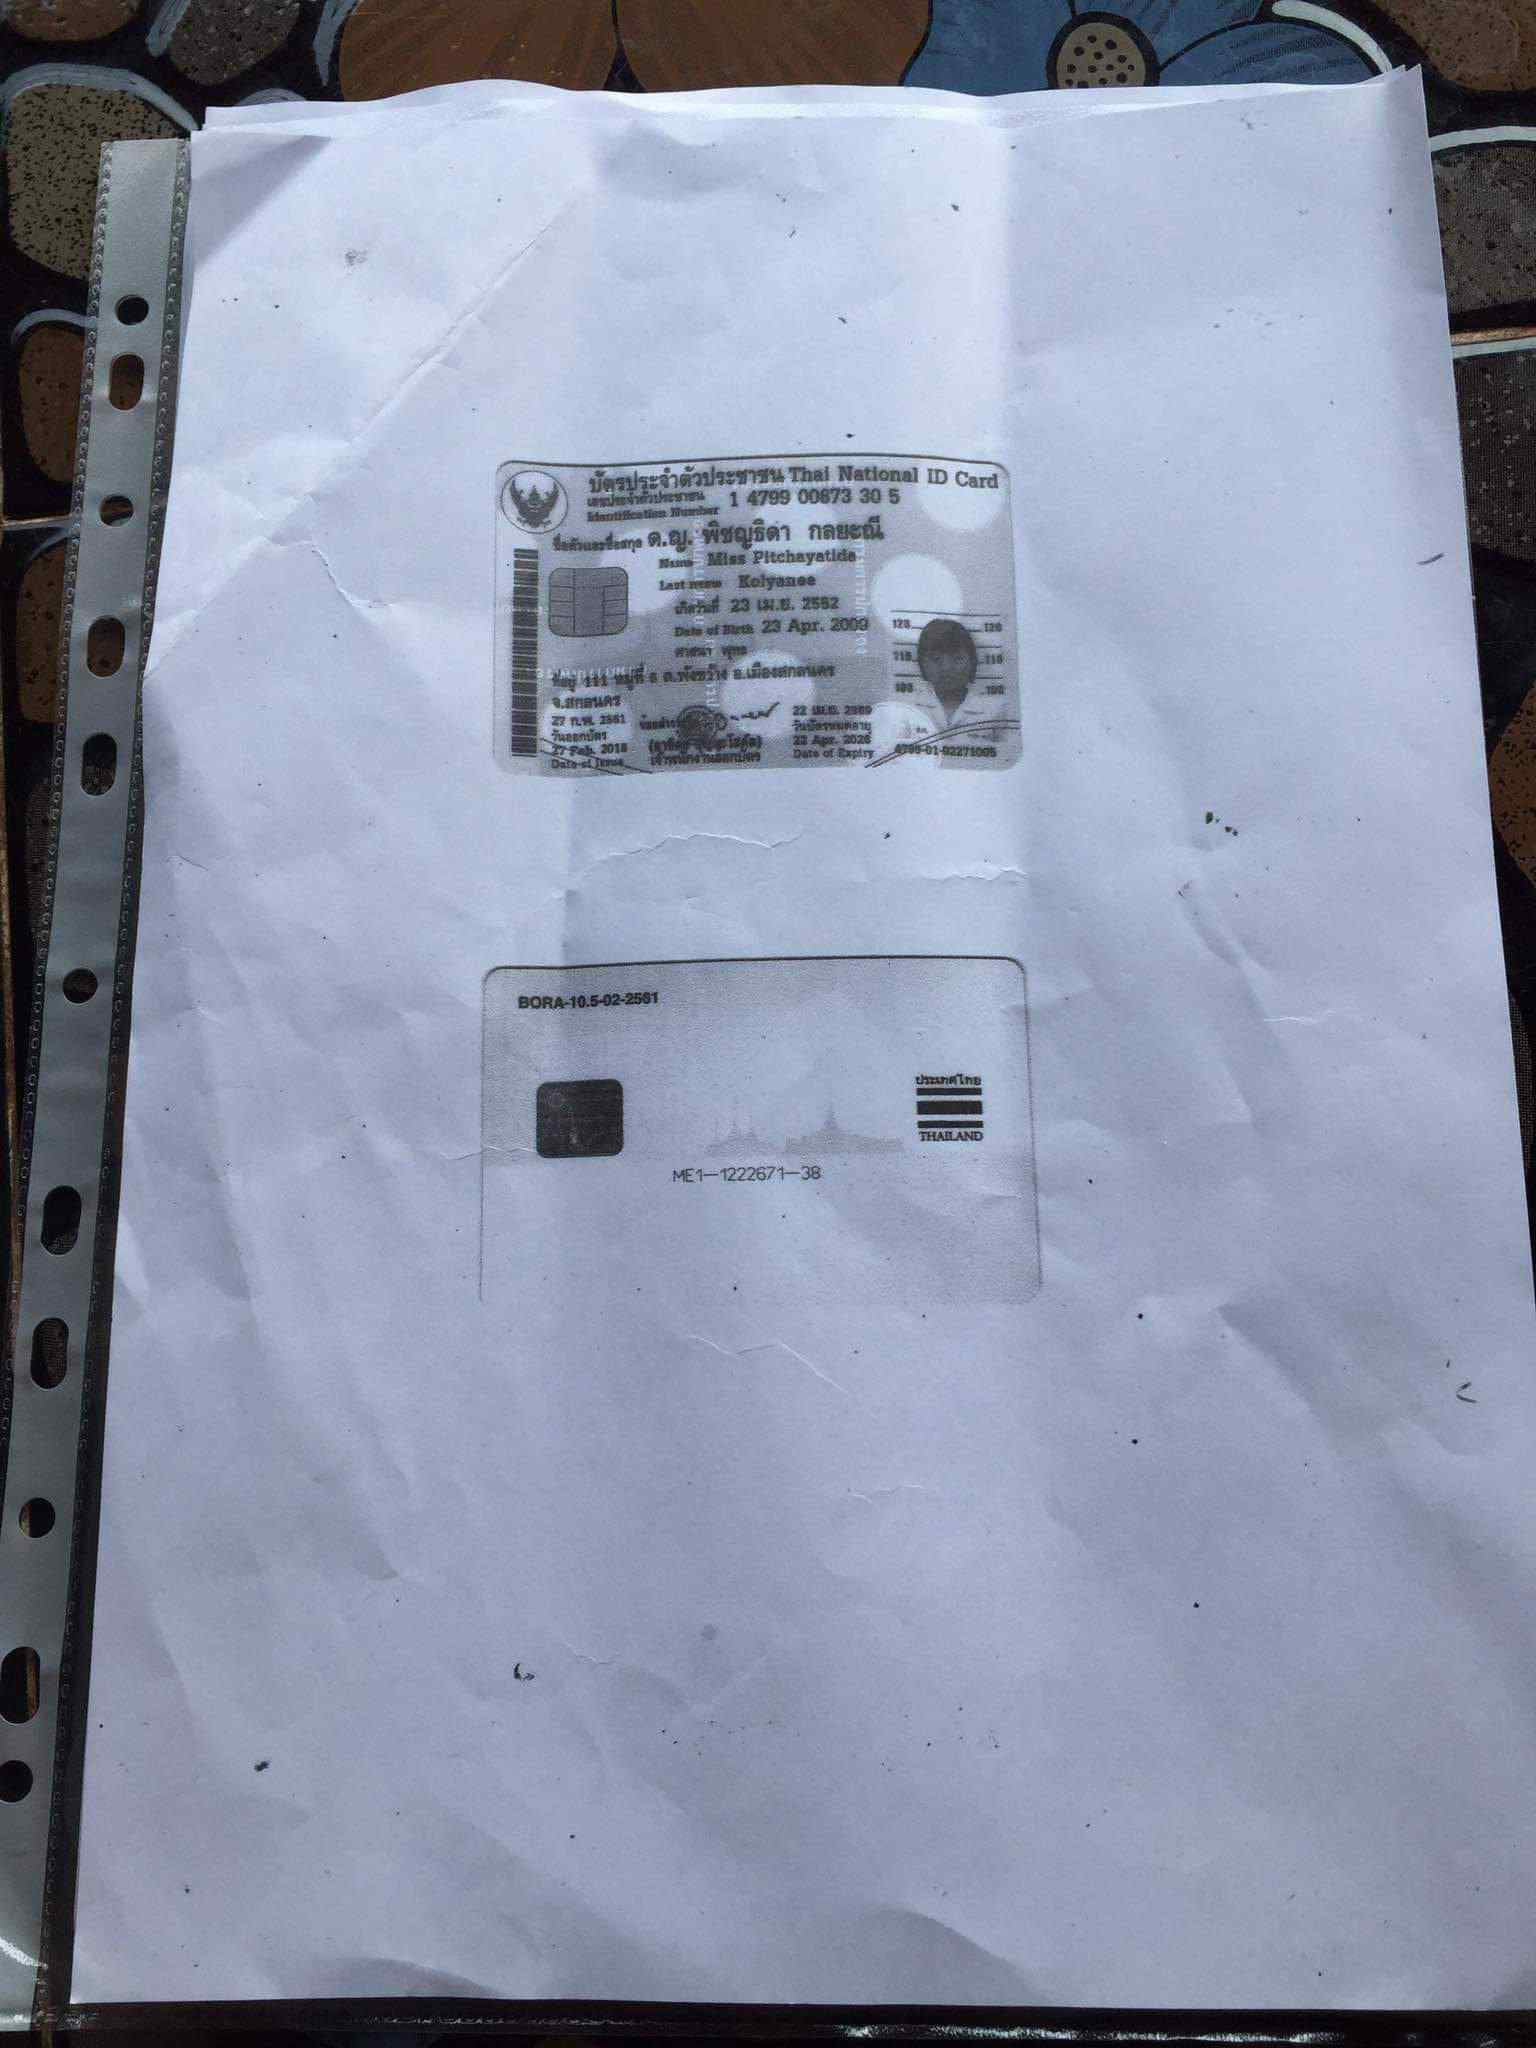 บัตรประจำตัวประชาชน Thai National ID Card
เลขประจำตัวประชาชน 1 4799 00873 30 5
Identification Number
ชื่อตัวและชื่อสกุล ด.ญ. พิชญธิดา กลยะณี
Name Miss Pitchayatida
Last name Kolyanee
เกิดวันที่ 23 เม.ย. 2552
Date of Birth 23 Apr. 2009
ศาสนา พุทธ
ที่อยู่ 111 หมู่ที่ 8 ต.พังขว้าง อ.เมืองสกลนคร
จ.สกลนคร
120 120
110 110
100 100
27 ก.พ. 2561
วันออกบัตร
27 Feb. 2018
Date of Issue
เจ้าพนักงานออกบัตร
22 เม.ย. 2569
วันบัตรหมดอายุ
22 Apr. 2026
Date of Expiry
4799-01-02271005
BORA-10.5-02-2561
ประเทศไทย
THAILAND
ME1-1222671-38